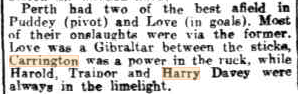 Perth had two of the best afield in
Puddey (pivot) and Love (in goals). Most
of their onslaughts were via the former.
Love was a Gibraltar between the sticks,
Carrington was a power in the ruck, while
Harold, Trainor and Harry Davey were
always in the limelight.